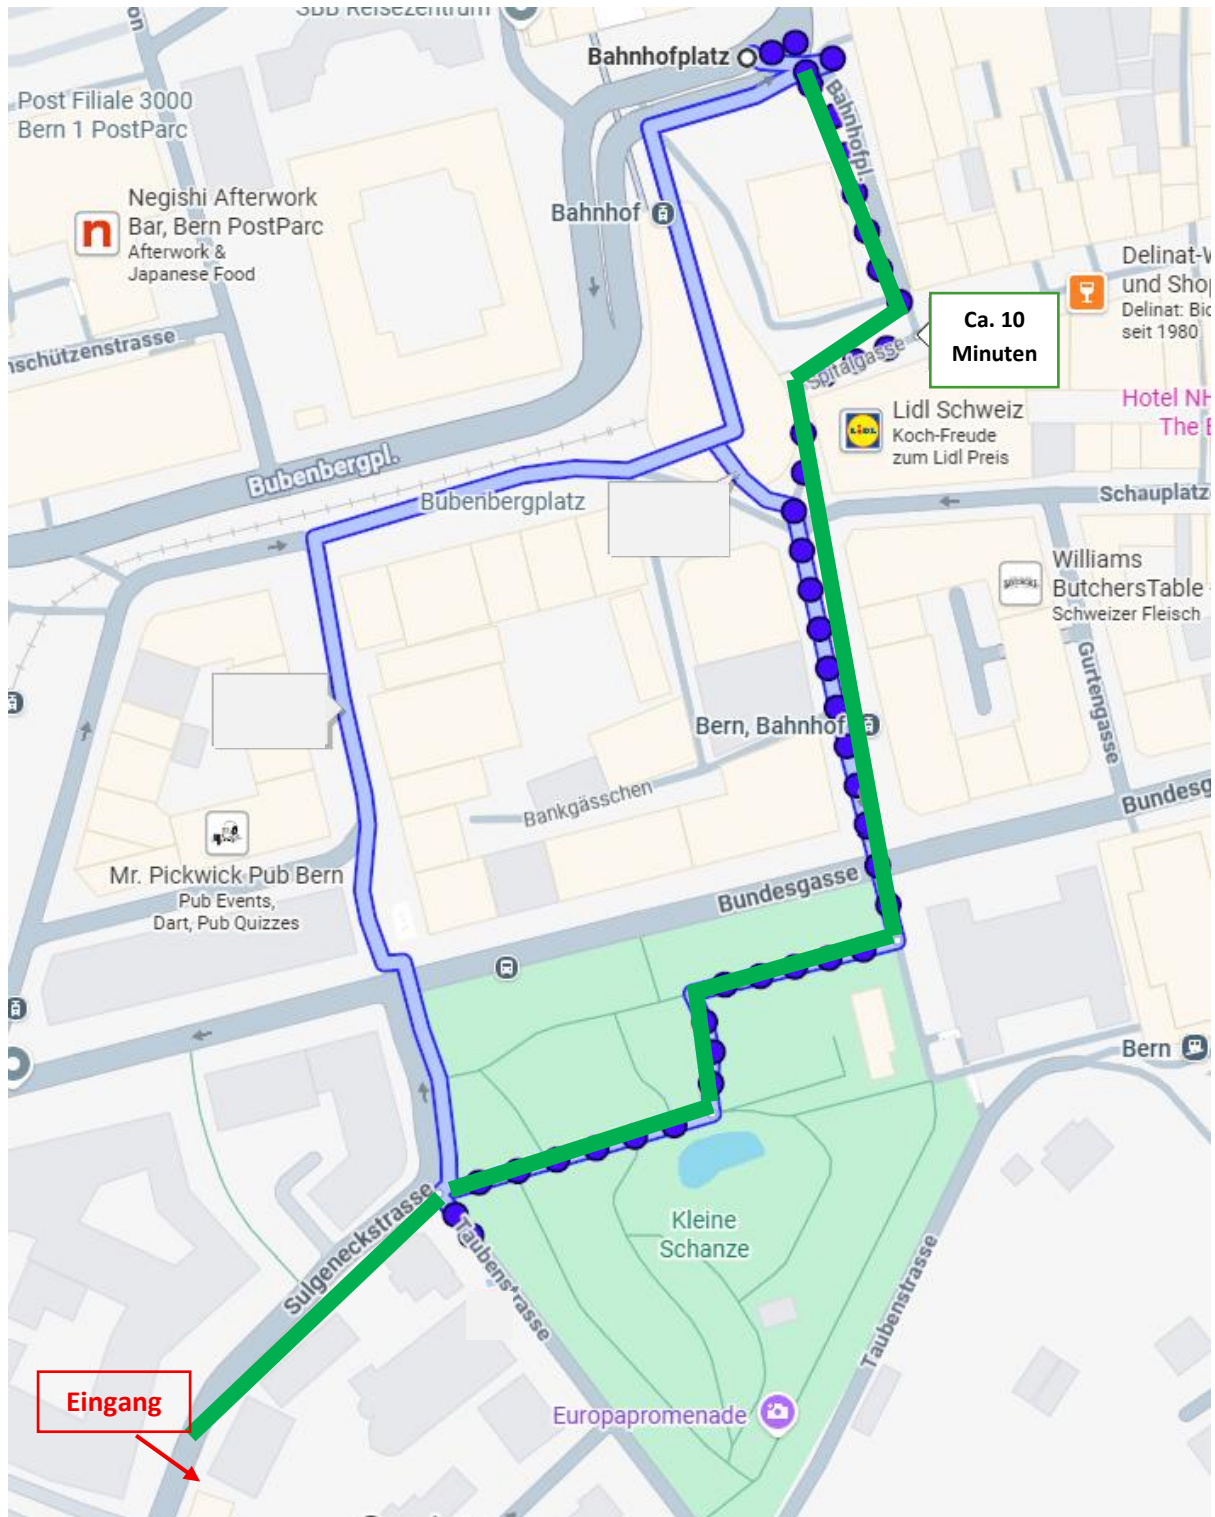 SBB Reisezentrum
Bahnhofplatz
Post Filiale 3000
Bern 1 PostParc
Bahnhofpl.
Negishi Afterwork
Bar, Bern PostParc
Afterwork &
Japanese Food
n
Bahnhof
Delinat-W
und Shop
Delinat: Bio
seit 1980
Ca. 10
Minuten
nschützenstrasse
Spitalgasse
Hotel NH
The B
LIDL
Lidl Schweiz
Koch-Freude
zum Lidl Preis
Bubenbergpl.
Bubenbergplatz
Schauplatz
Williams
ButchersTable
Schweizer Fleisch
Gurtengasse
Bern, Bahnhof
Bankgässchen
Bundesg
Mr. Pickwick Pub Bern
Pub Events,
Dart, Pub Quizzes
Bundesgasse
Bern
Sulgeneckstrasse
Taubenstrasse
Kleine
Schanze
Taubenstrasse
Eingang
Europapromenade